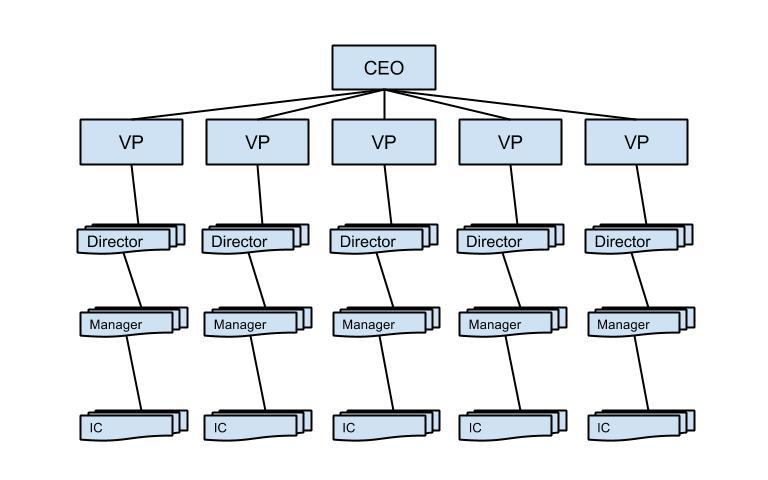 CEO
VP VP VP VP VP
Director Director Director Director Director
Manager Manager Manager Manager Manager
IC IC IC IC IC